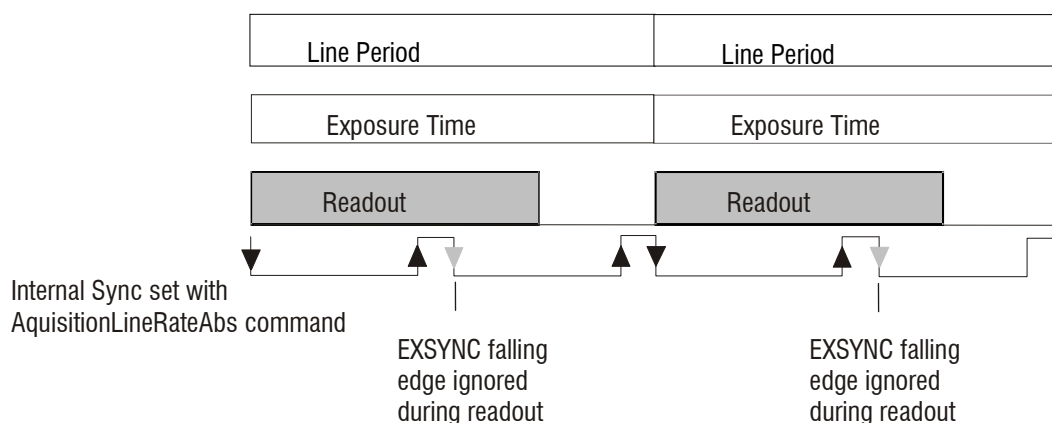 Line Period
Line Period
Exposure Time
Exposure Time
Readout
Readout
Internal Sync set with
AquisitionLineRateAbs command
EXSYNC falling
edge ignored
during readout
EXSYNC falling
edge ignored
during readout